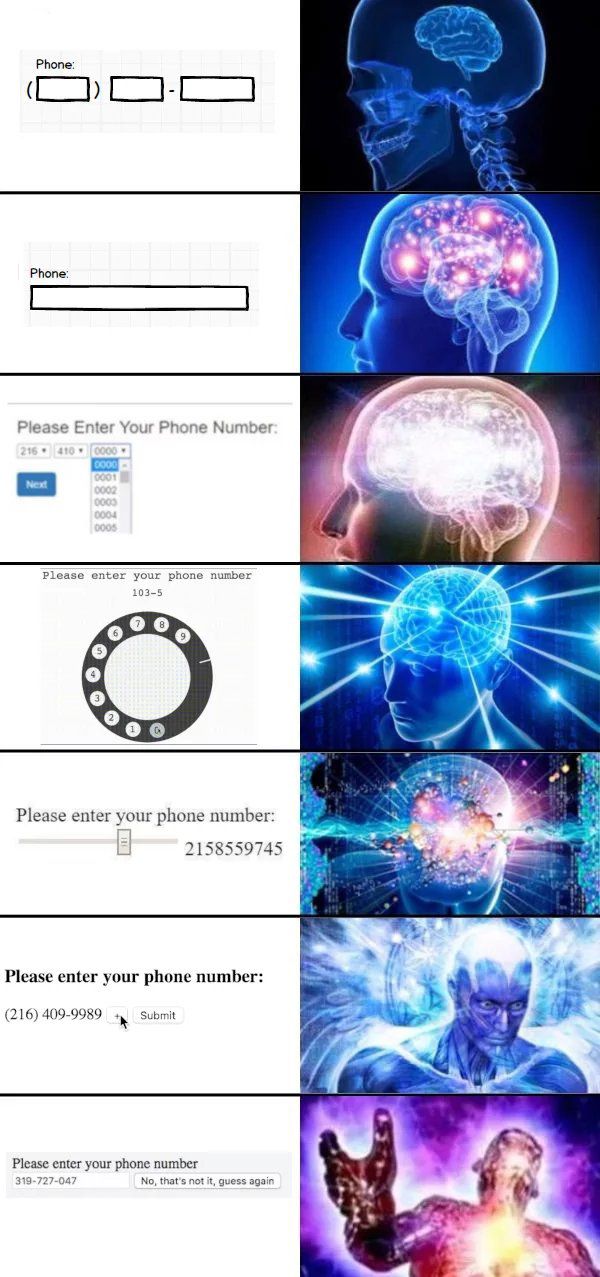 Phone:
( ) -
Phone:
Please Enter Your Phone Number:
216 410 0000
0000
0001
Next
0002
0003
0004
0005
Please enter your phone number
103-5
7 8
6 9
5
4
3
2
1
Please enter your phone number:
2158559745
Please enter your phone number:
(216) 409-9989 + Submit
Please enter your phone number
319-727-047 No, that's not it, guess again